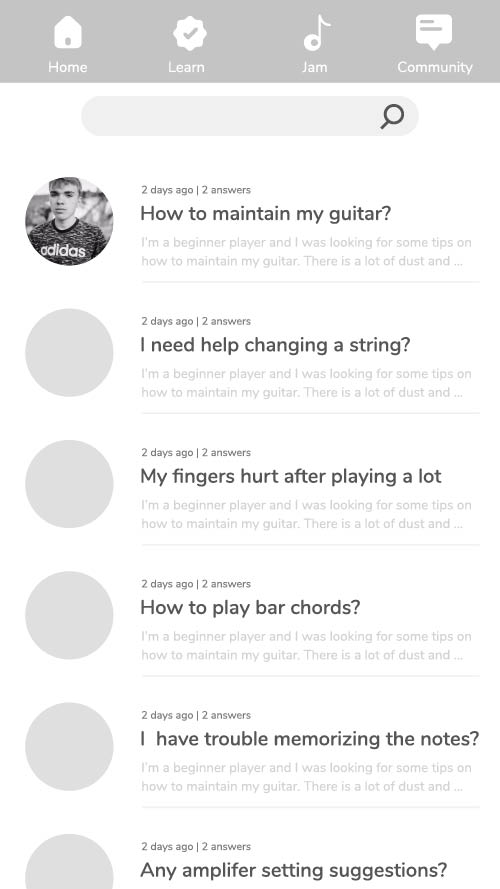 Home Learn Jam Community
2 days ago | 2 answers
How to maintain my guitar?
I'm a beginner player and I was looking for some tips on
how to maintain my guitar. There is a lot of dust and ...
adidas
2 days ago | 2 answers
I need help changing a string?
I'm a beginner player and I was looking for some tips on
how to maintain my guitar. There is a lot of dust and ...
2 days ago | 2 answers
My fingers hurt after playing a lot
I'm a beginner player and I was looking for some tips on
how to maintain my guitar. There is a lot of dust and ...
2 days ago | 2 answers
How to play bar chords?
I'm a beginner player and I was looking for some tips on
how to maintain my guitar. There is a lot of dust and ...
2 days ago | 2 answers
I  have trouble memorizing the notes?
I'm a beginner player and I was looking for some tips on
how to maintain my guitar. There is a lot of dust and ...
2 days ago | 2 answers
Any amplifer setting suggestions?